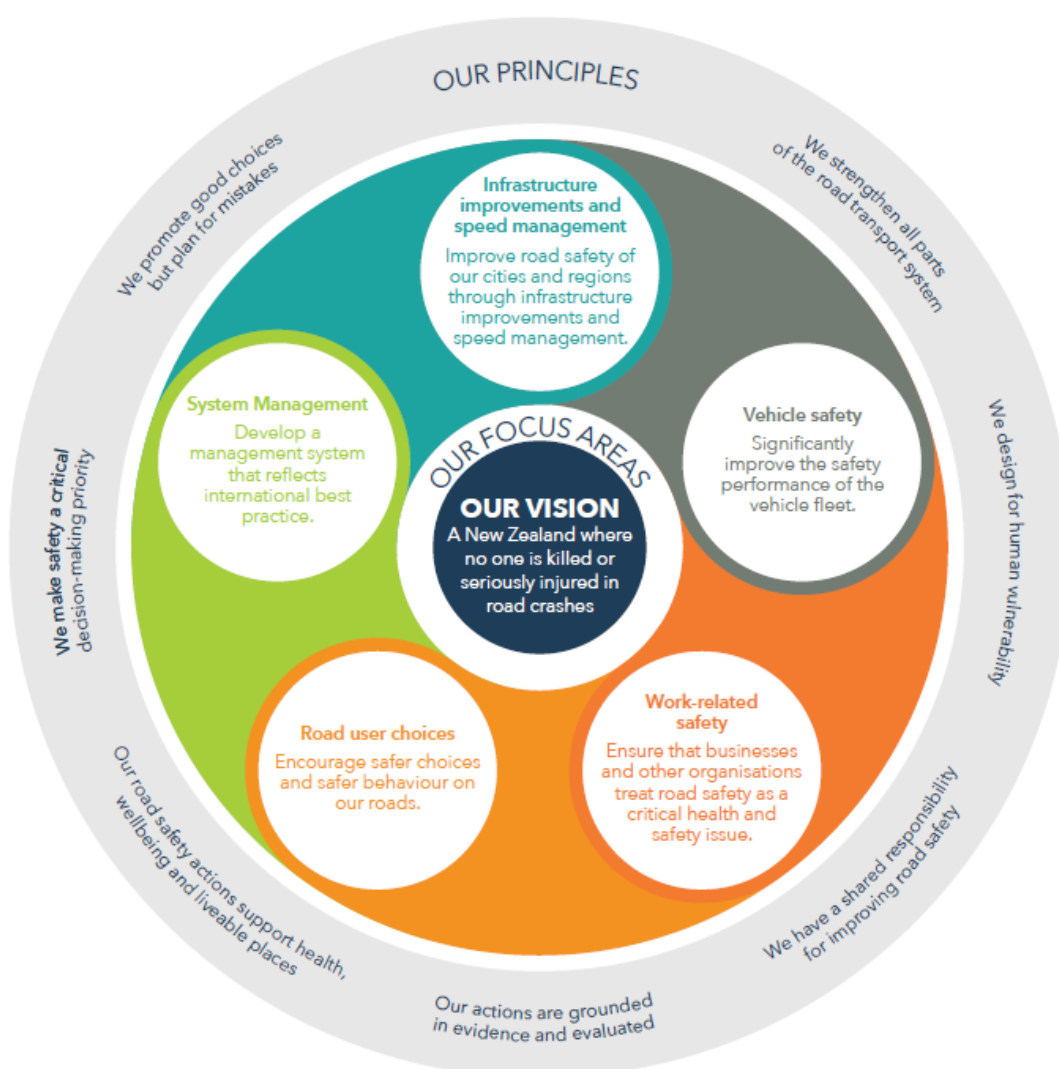 OUR PRINCIPLES
We promote good choices
but plan for mistakes
We strengthen all parts
of the road transport system
We design for human vulnerability
We have a shared responsibility
for improving road safety
Our actions are grounded
in evidence and evaluated
Our road safety actions support health,
wellbeing and liveable places
We make safety a critical
decision-making priority
Infrastructure
improvements and
speed management
Improve road safety of
our cities and regions
through infrastructure
improvements and
speed management.
Vehicle safety
Significantly
improve the safety
performance of the
vehicle fleet.
Work-related
safety
Ensure that businesses
and other organisations
treat road safety as a
critical health and
safety issue.
Road user choices
Encourage safer choices
and safer behaviour on
our roads.
System Management
Develop a
management system
that reflects
international best
practice.
OUR FOCUS AREAS
OUR VISION
A New Zealand where
no one is killed or
seriously injured in
road crashes